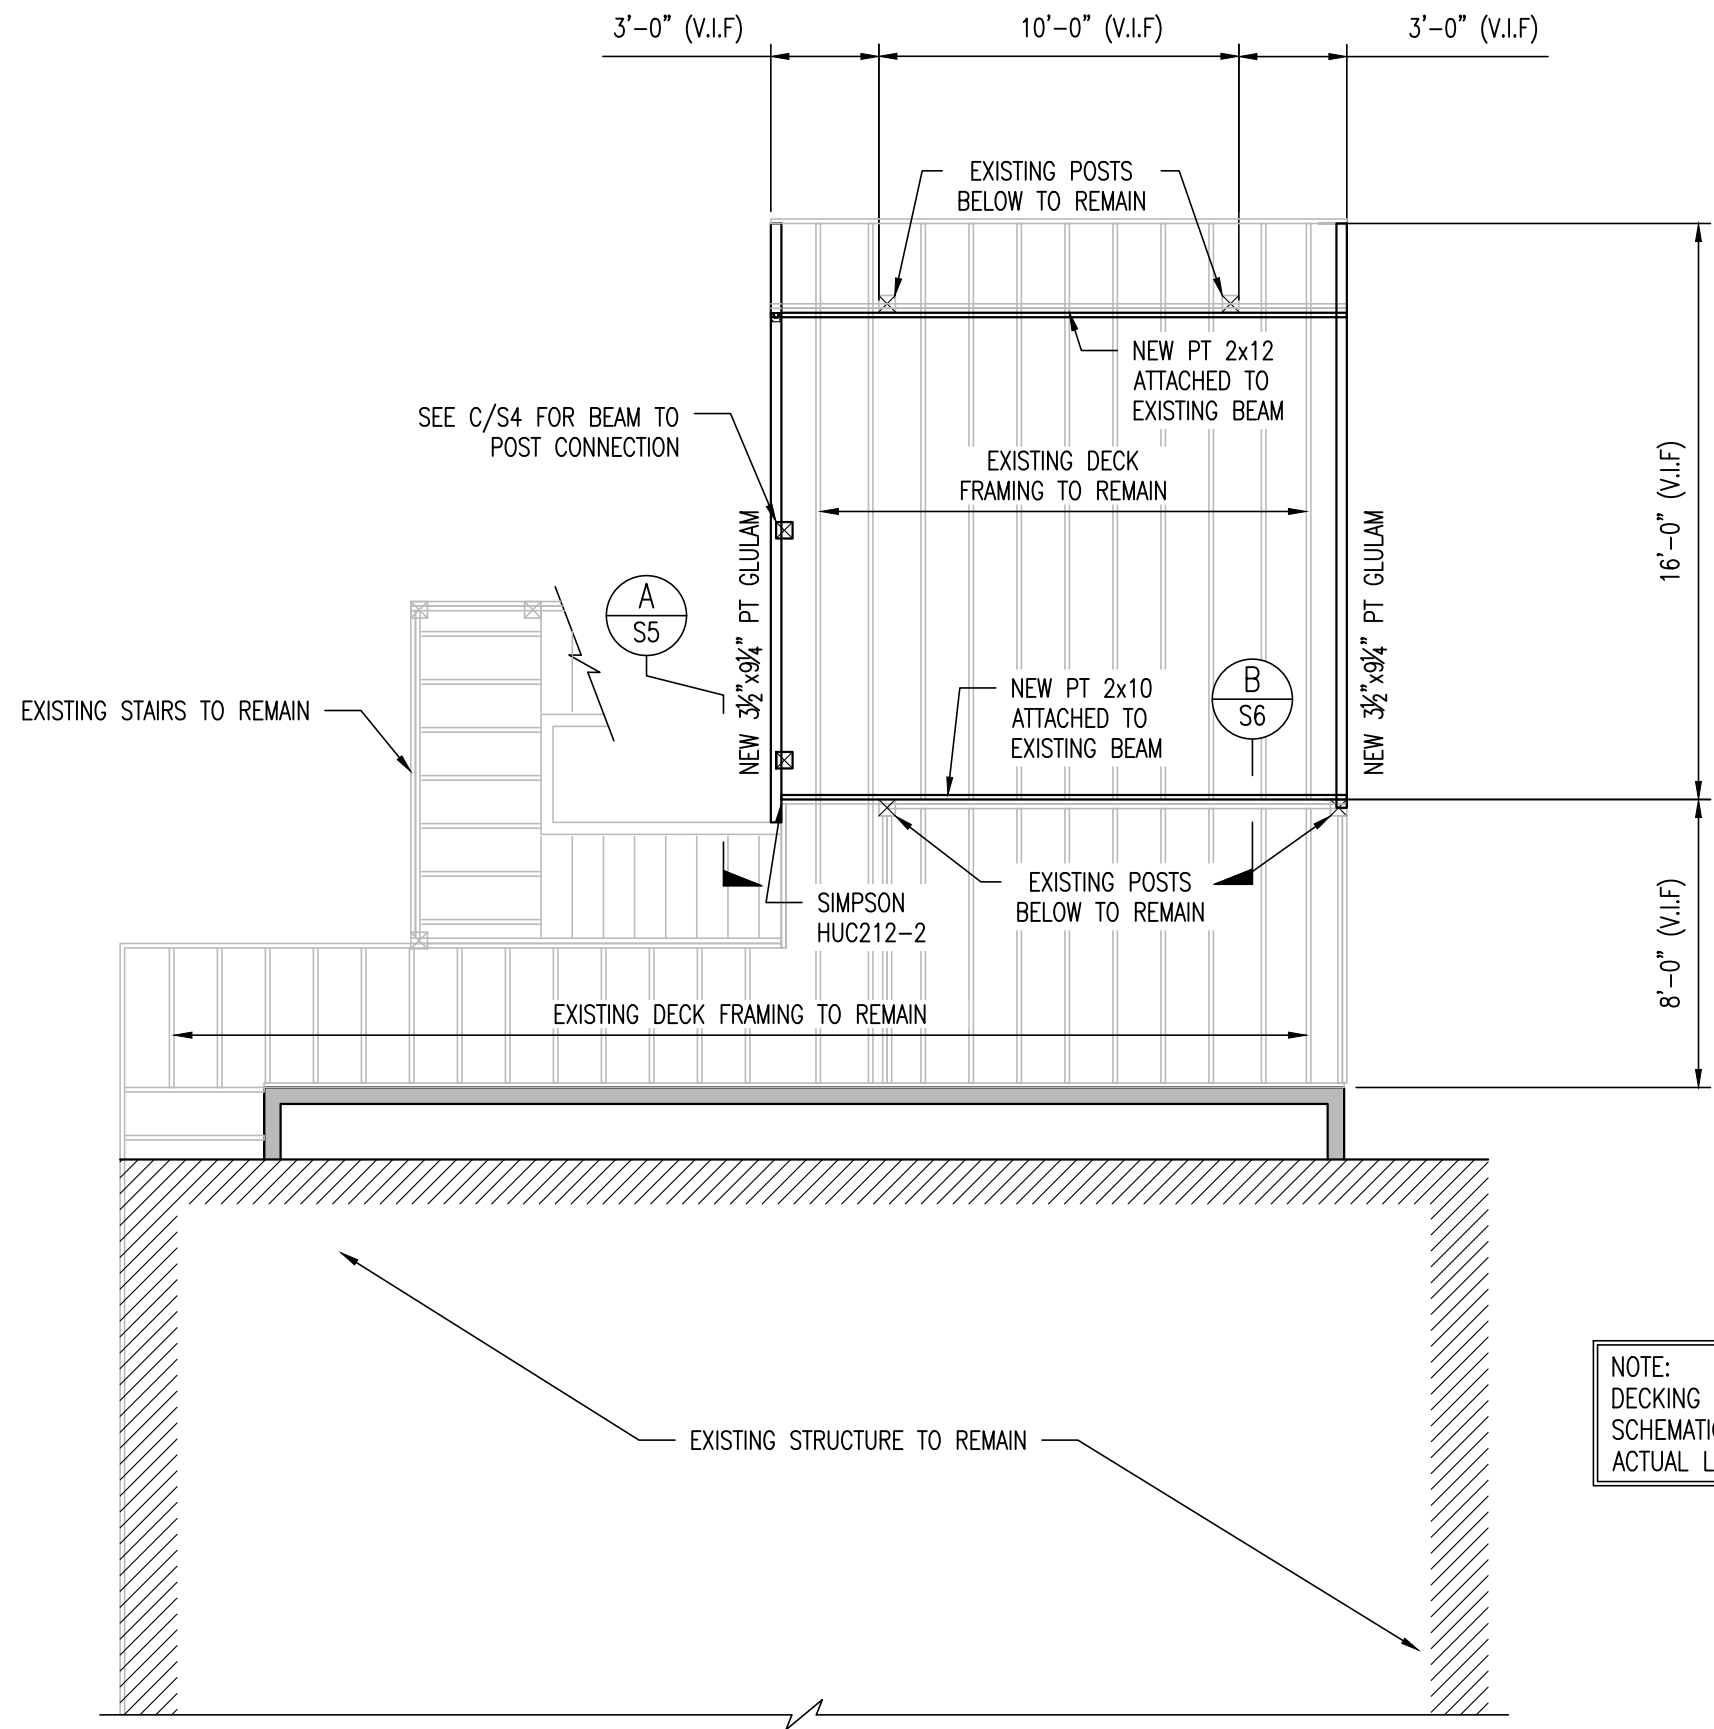 3'-0" (V.I.F)
10'-0" (V.I.F)
3'-0" (V.I.F)
EXISTING POSTS
BELOW TO REMAIN
NEW PT 2x12
ATTACHED TO
EXISTING BEAM
SEE C/S4 FOR BEAM TO
POST CONNECTION
EXISTING DECK
FRAMING TO REMAIN
16'-0" (V.I.F)
NEW 3½"x9¼" PT GLULAM
NEW 3½"x9¼" PT GLULAM
A
S5
B
S6
NEW PT 2x10
ATTACHED TO
EXISTING BEAM
EXISTING STAIRS TO REMAIN
EXISTING POSTS
BELOW TO REMAIN
SIMPSON
HUC212-2
8'-0" (V.I.F)
EXISTING DECK FRAMING TO REMAIN
NOTE:
DECKING
ACTUAL
EXISTING STRUCTURE TO REMAIN